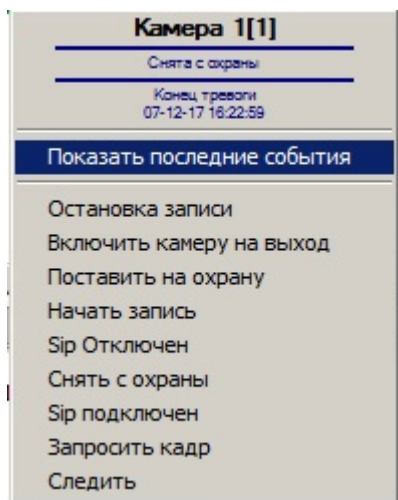 Камера 1[1]
Снята с охраны
Конец тревоги
07-12-17 16:22:59
Показать последние события
Остановка записи
Включить камеру на выход
Поставить на охрану
Начать запись
Sip Отключен
Снять с охраны
Sip подключен
Запросить кадр
Следить